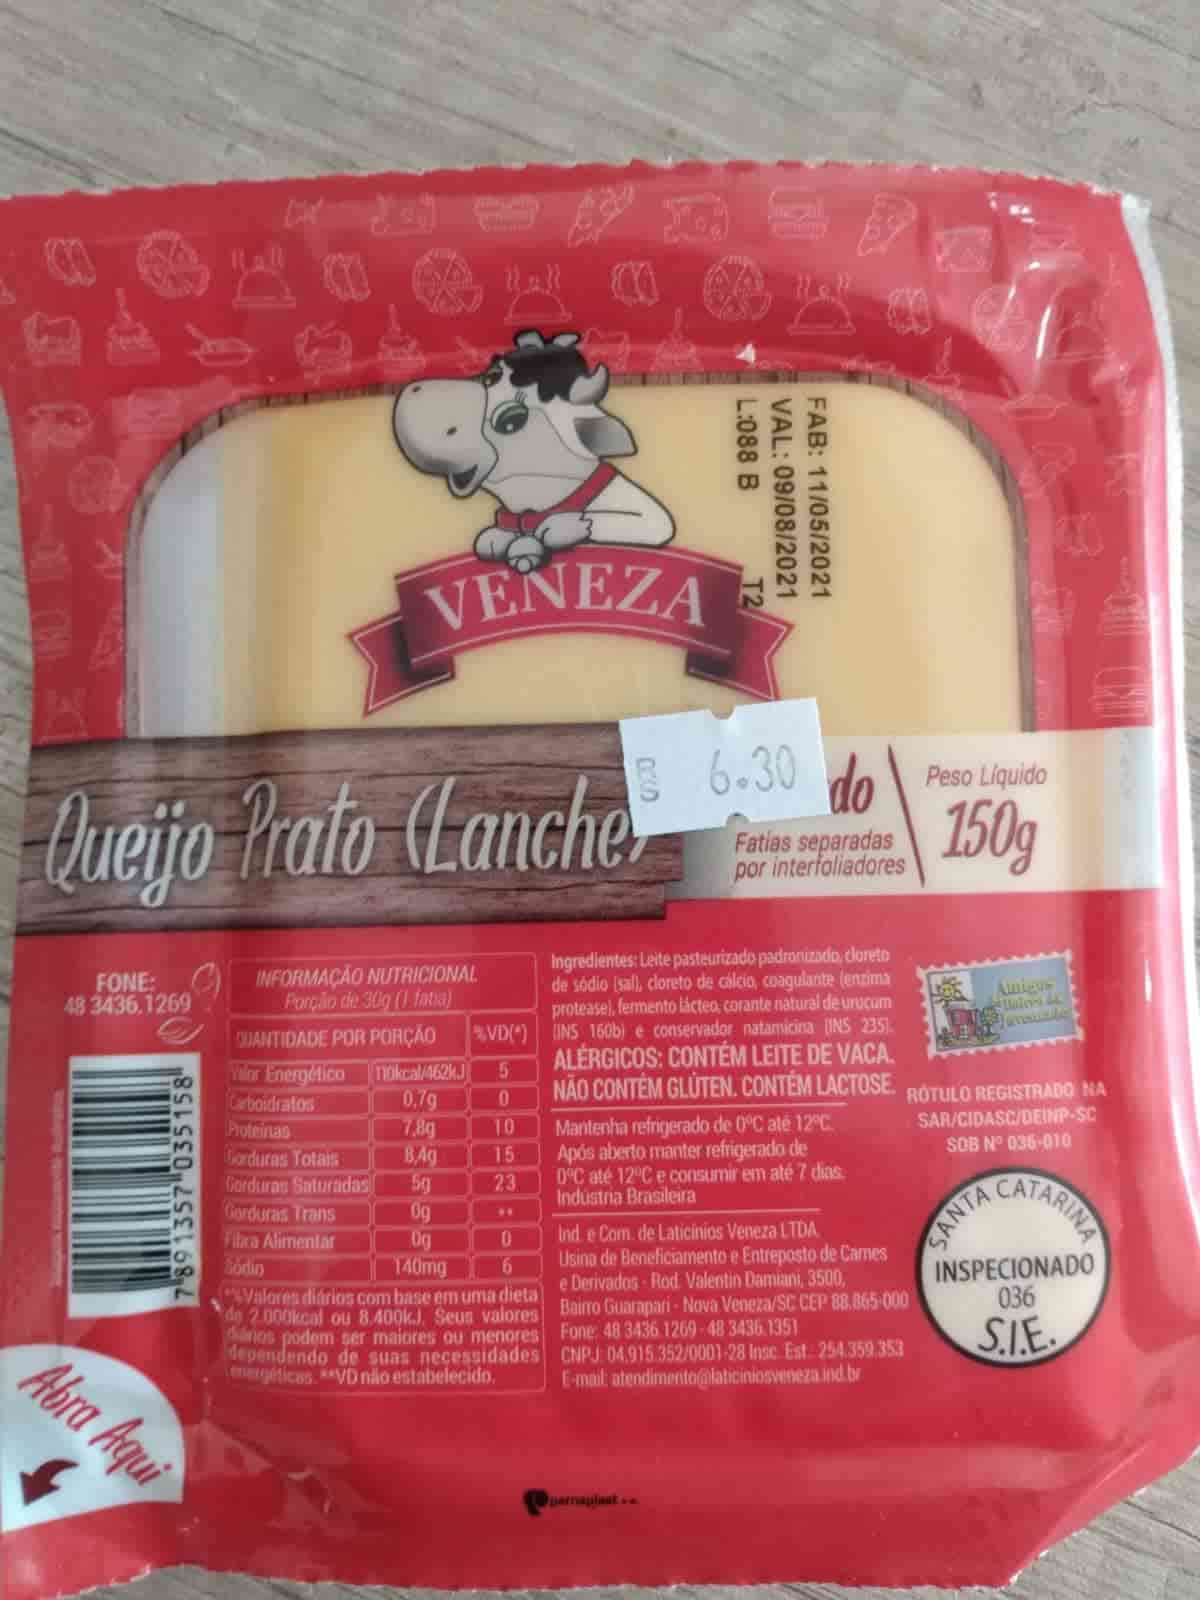 FAB: 11/05/2021
VAL: 09/08/2021
L:088 B T2
VENEZA
R$ 6.30
Queijo Prato (Lanche)
do
Fatias separadas
por interfoliadores
Peso Líquido
150g
FONE:
48 3436.1269
INFORMAÇÃO NUTRICIONAL
Porção de 30g (1 fatia)
QUANTIDADE POR PORÇÃO %VD(*)
Valor Energético 110kcal/462kJ 5
Carboidratos 0,7g 0
Proteínas 7,8g 10
Gorduras Totais 8,4g 15
Gorduras Saturadas 5g 23
Gorduras Trans 0g **
Fibra Alimentar 0g 0
Sódio 140mg 6
*%Valores diários com base em uma dieta
de 2.000kcal ou 8.400kJ. Seus valores
diários podem ser maiores ou menores
dependendo de suas necessidades
energéticas. **VD não estabelecido.
7 891357 035158
Abra Aqui
Ingredientes: Leite pasteurizado padronizado, cloreto
de sódio (sal), cloreto de cálcio, coagulante (enzima
protease), fermento lácteo, corante natural de urucum
(INS 160b) e conservador natamicina (INS 235).
ALÉRGICOS: CONTÉM LEITE DE VACA.
NÃO CONTÉM GLÚTEN. CONTÉM LACTOSE.
Mantenha refrigerado de 0ºC até 12ºC.
Após aberto manter refrigerado de
0ºC até 12ºC e consumir em até 7 dias.
Indústria Brasileira
Ind. e Com. de Laticínios Veneza LTDA.
Usina de Beneficiamento e Entreposto de Carnes
e Derivados - Rod. Valentin Damiani, 3500,
Bairro Guarapari - Nova Veneza/SC CEP 88.865-000
Fone: 48 3436.1269 - 48 3436.1351
CNPJ: 04.915.352/0001-28 Insc. Est.: 254.359.353
E-mail: atendimento@laticiniosveneza.ind.br
Amigos
RÓTULO REGISTRADO NA
SAR/CIDASC/DEINP-SC
SOB Nº 036-010
SANTA CATARINA
INSPECIONADO
036
S.I.E.
parnaplast